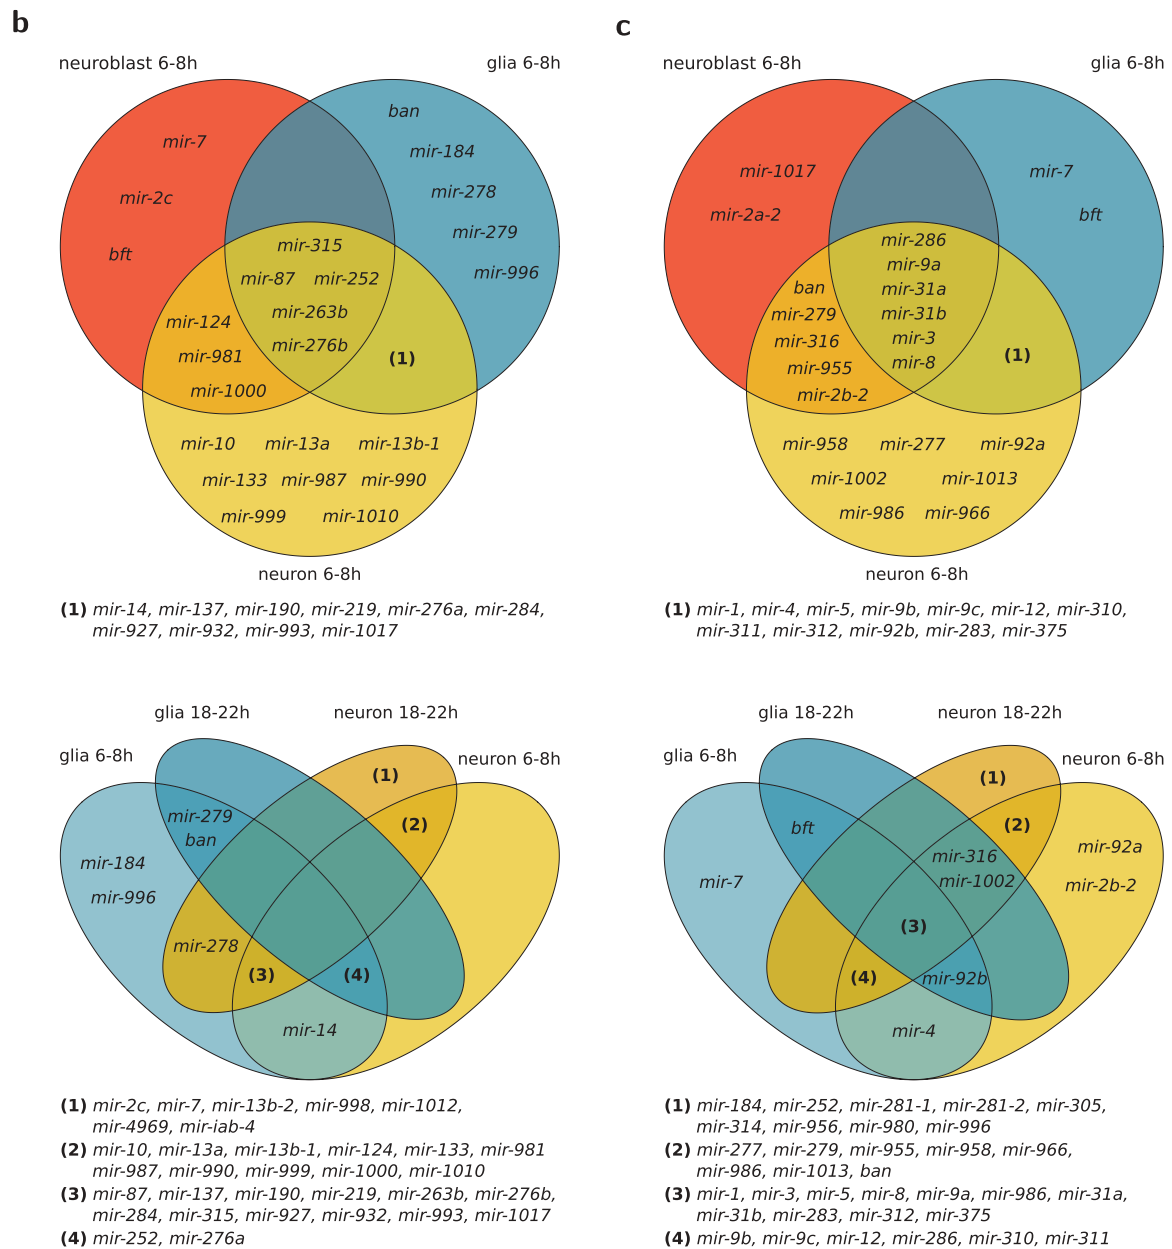 b
neuroblast 6-8h
glia 6-8h
mir-7
mir-2c
bft
ban
mir-184
mir-278
mir-279
mir-996
mir-315
mir-87 mir-252
mir-263b
mir-276b
mir-124
mir-981
mir-1000
(1)
mir-10 mir-13a mir-13b-1
mir-133 mir-987 mir-990
mir-999 mir-1010
neuron 6-8h
(1) mir-14, mir-137, mir-190, mir-219, mir-276a, mir-284,
mir-927, mir-932, mir-993, mir-1017
glia 18-22h
neuron 18-22h
glia 6-8h
neuron 6-8h
(1)
(2)
mir-279
ban
mir-184
mir-996
mir-278
(3)
(4)
mir-14
(1) mir-2c, mir-7, mir-13b-2, mir-998, mir-1012,
mir-4969, mir-iab-4
(2) mir-10, mir-13a, mir-13b-1, mir-124, mir-133, mir-981
mir-987, mir-990, mir-999, mir-1000, mir-1010
(3) mir-87, mir-137, mir-190, mir-219, mir-263b, mir-276b,
mir-284, mir-315, mir-927, mir-932, mir-993, mir-1017
(4) mir-252, mir-276a
c
neuroblast 6-8h
glia 6-8h
mir-1017
mir-2a-2
mir-7
bft
mir-286
mir-9a
mir-31a
mir-31b
mir-3
mir-8
ban
mir-279
mir-316
mir-955
mir-2b-2
(1)
mir-958 mir-277 mir-92a
mir-1002 mir-1013
mir-986 mir-966
neuron 6-8h
(1) mir-1, mir-4, mir-5, mir-9b, mir-9c, mir-12, mir-310,
mir-311, mir-312, mir-92b, mir-283, mir-375
glia 18-22h
neuron 18-22h
glia 6-8h
neuron 6-8h
(1)
(2)
bft
mir-316
mir-1002
mir-92a
mir-2b-2
mir-7
(3)
(4)
mir-92b
mir-4
(1) mir-184, mir-252, mir-281-1, mir-281-2, mir-305,
mir-314, mir-956, mir-980, mir-996
(2) mir-277, mir-279, mir-955, mir-958, mir-966,
mir-986, mir-1013, ban
(3) mir-1, mir-3, mir-5, mir-8, mir-9a, mir-986, mir-31a,
mir-31b, mir-283, mir-312, mir-375
(4) mir-9b, mir-9c, mir-12, mir-286, mir-310, mir-311